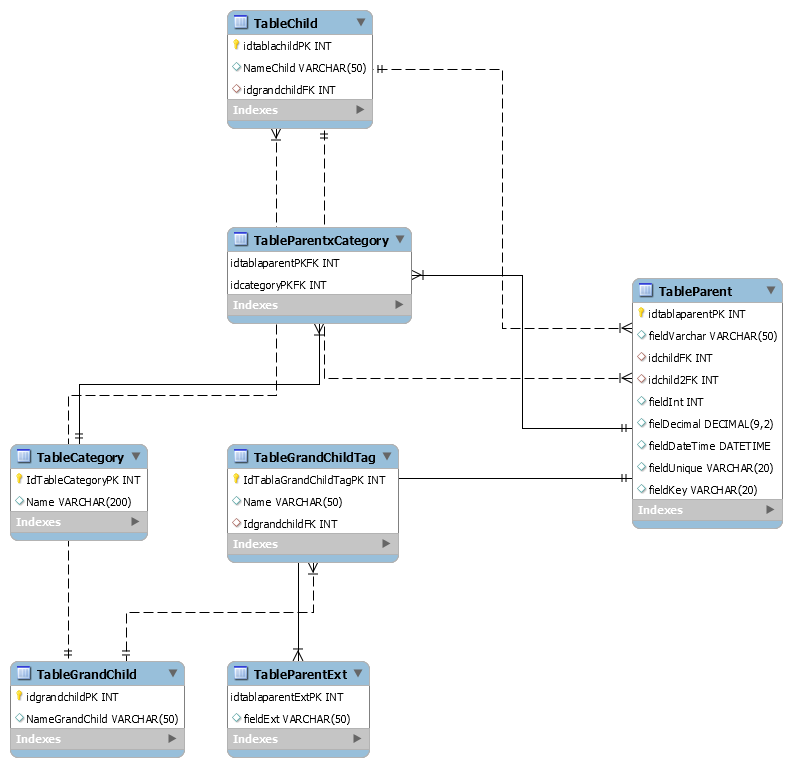 TableChild
idtablachildPK INT
NameChild VARCHAR(50)
idgrandchildFK INT
Indexes
TableParentxCategory
idtablaparentPKFK INT
idcategoryPKFK INT
Indexes
TableParent
idtablaparentPK INT
fieldVarchar VARCHAR(50)
idchildFK INT
idchild2FK INT
fieldInt INT
fielDecimal DECIMAL(9,2)
fieldDateTime DATETIME
fieldUnique VARCHAR(20)
fieldKey VARCHAR(20)
Indexes
TableCategory
IdTableCategoryPK INT
Name VARCHAR(200)
Indexes
TableGrandChildTag
IdTablaGrandChildTagPK INT
Name VARCHAR(50)
IdgrandchildFK INT
Indexes
TableGrandChild
idgrandchildPK INT
NameGrandChild VARCHAR(50)
Indexes
TableParentExt
idtablaparentExtPK INT
fieldExt VARCHAR(50)
Indexes